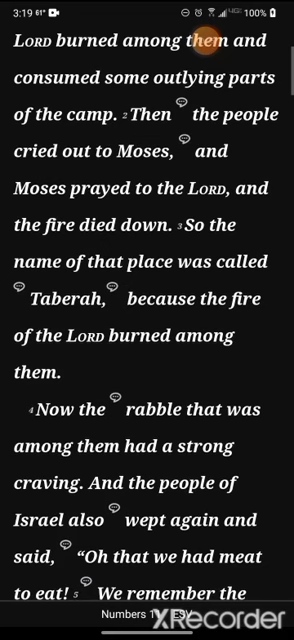 3:19 61° 100%
LORD burned among them and
consumed some outlying parts
of the camp. 2 Then the people
cried out to Moses, and
Moses prayed to the LORD, and
the fire died down. 3 So the
name of that place was called
Taberah, because the fire
of the LORD burned among
them.
4 Now the rabble that was
among them had a strong
craving. And the people of
Israel also wept again and
said, “Oh that we had meat
to eat! 5 We remember the
Numbers 11 ESV
XRecorder